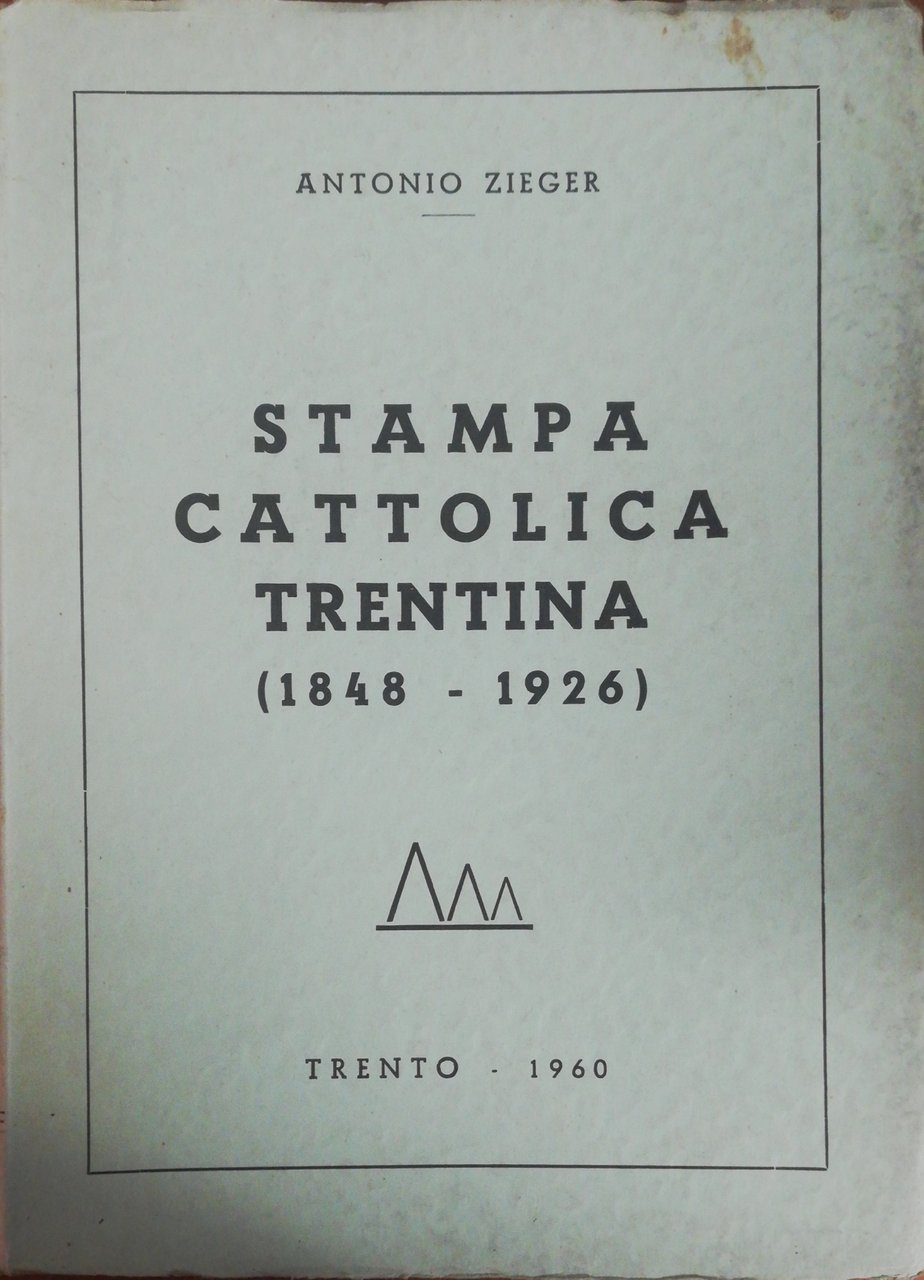 ANTONIO ZIEGER
STAMPA
CATTOLICA
TRENTINA
(1848 - 1926)
TRENTO - 1960